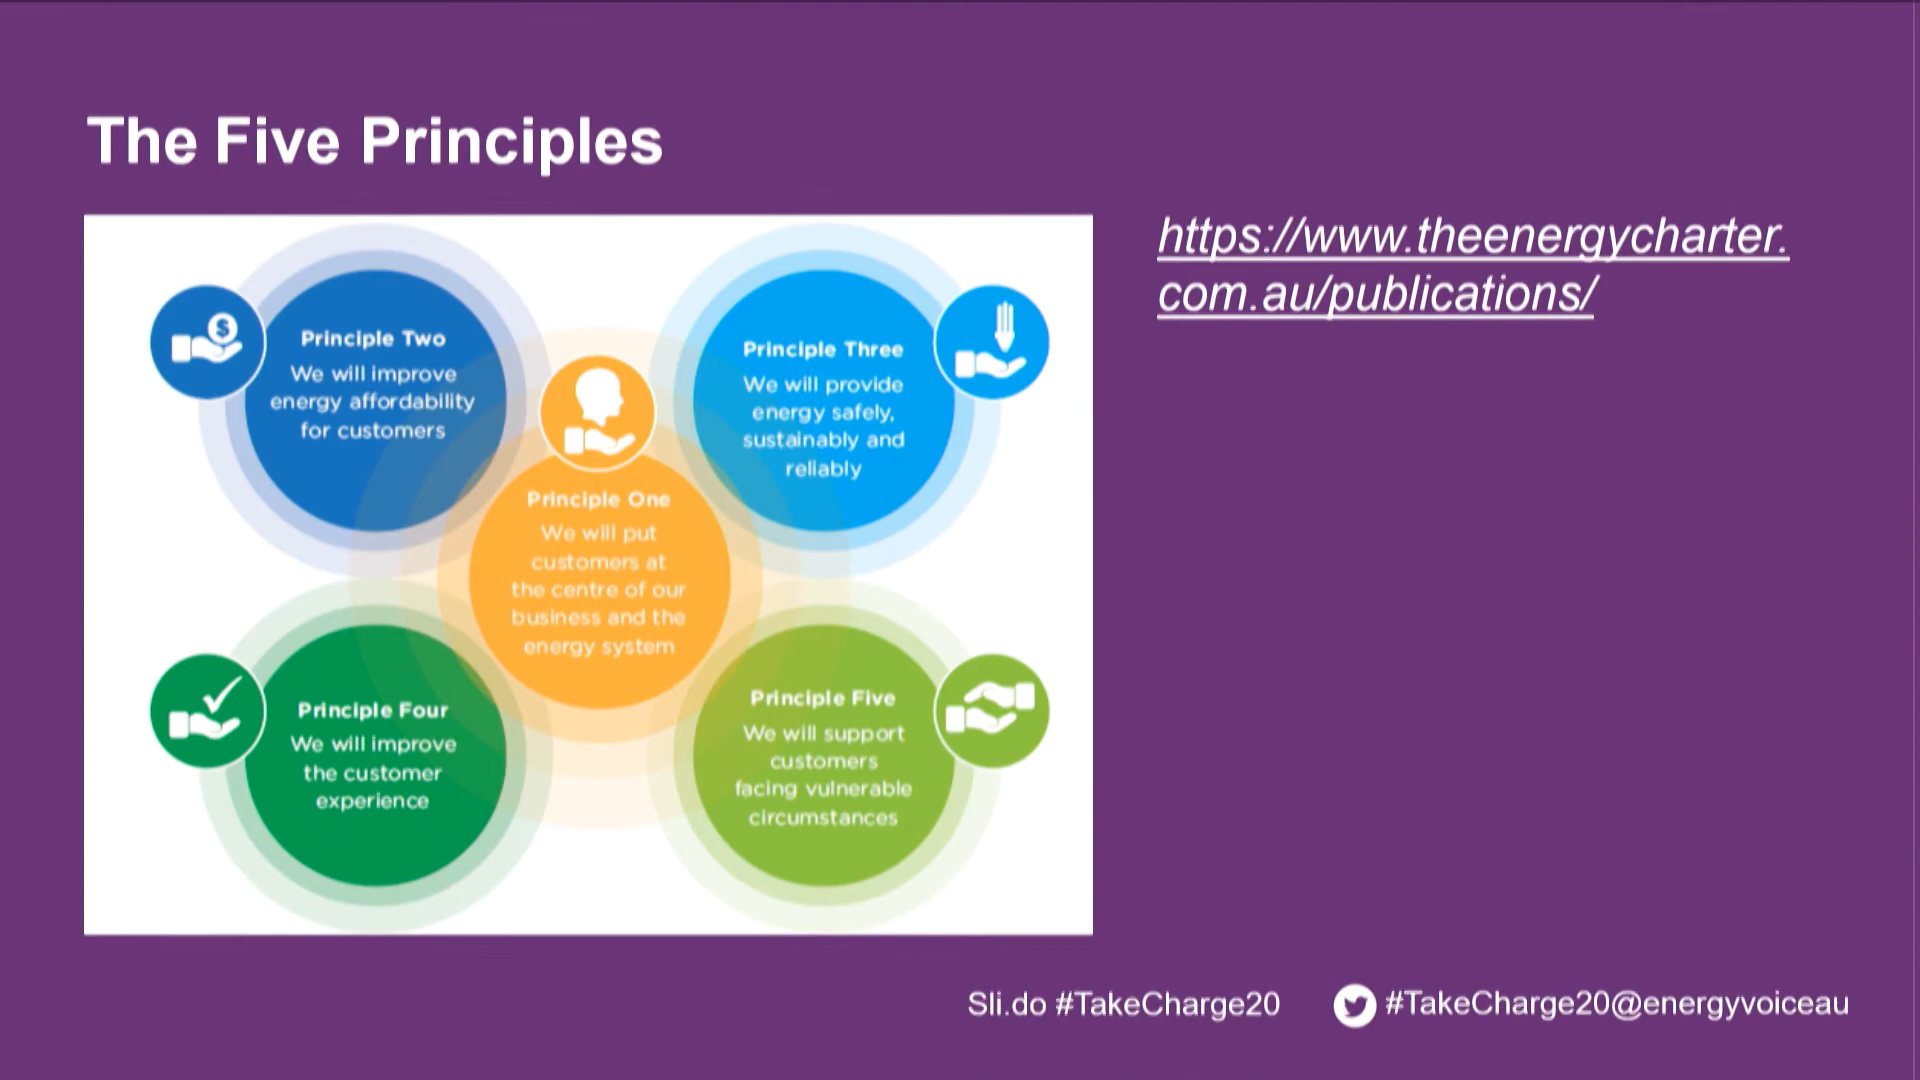 The Five Principles
https://www.theenergycharter.
com.au/publications/
Principle One
We will put
customers at
the centre of our
business and the
energy system
Principle Two
We will improve
energy affordability
for customers
Principle Three
We will provide
energy safely,
sustainably and
reliably
Principle Four
We will improve
the customer
experience
Principle Five
We will support
customers
facing vulnerable
circumstances
$
Sli.do #TakeCharge20
#TakeCharge20@energyvoiceau